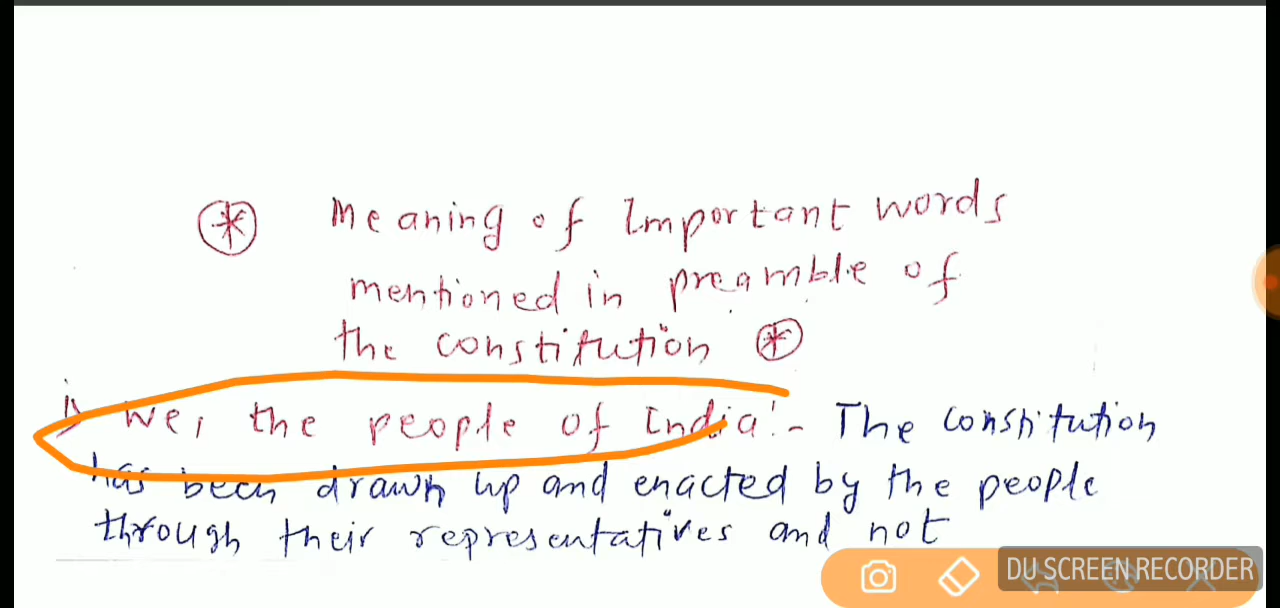 Meaning of Important words
mentioned in preamble of
the constitution
1) We, the people of India:- The constitution
has been drawn up and enacted by the people
through their representatives and not
DU SCREEN RECORDER